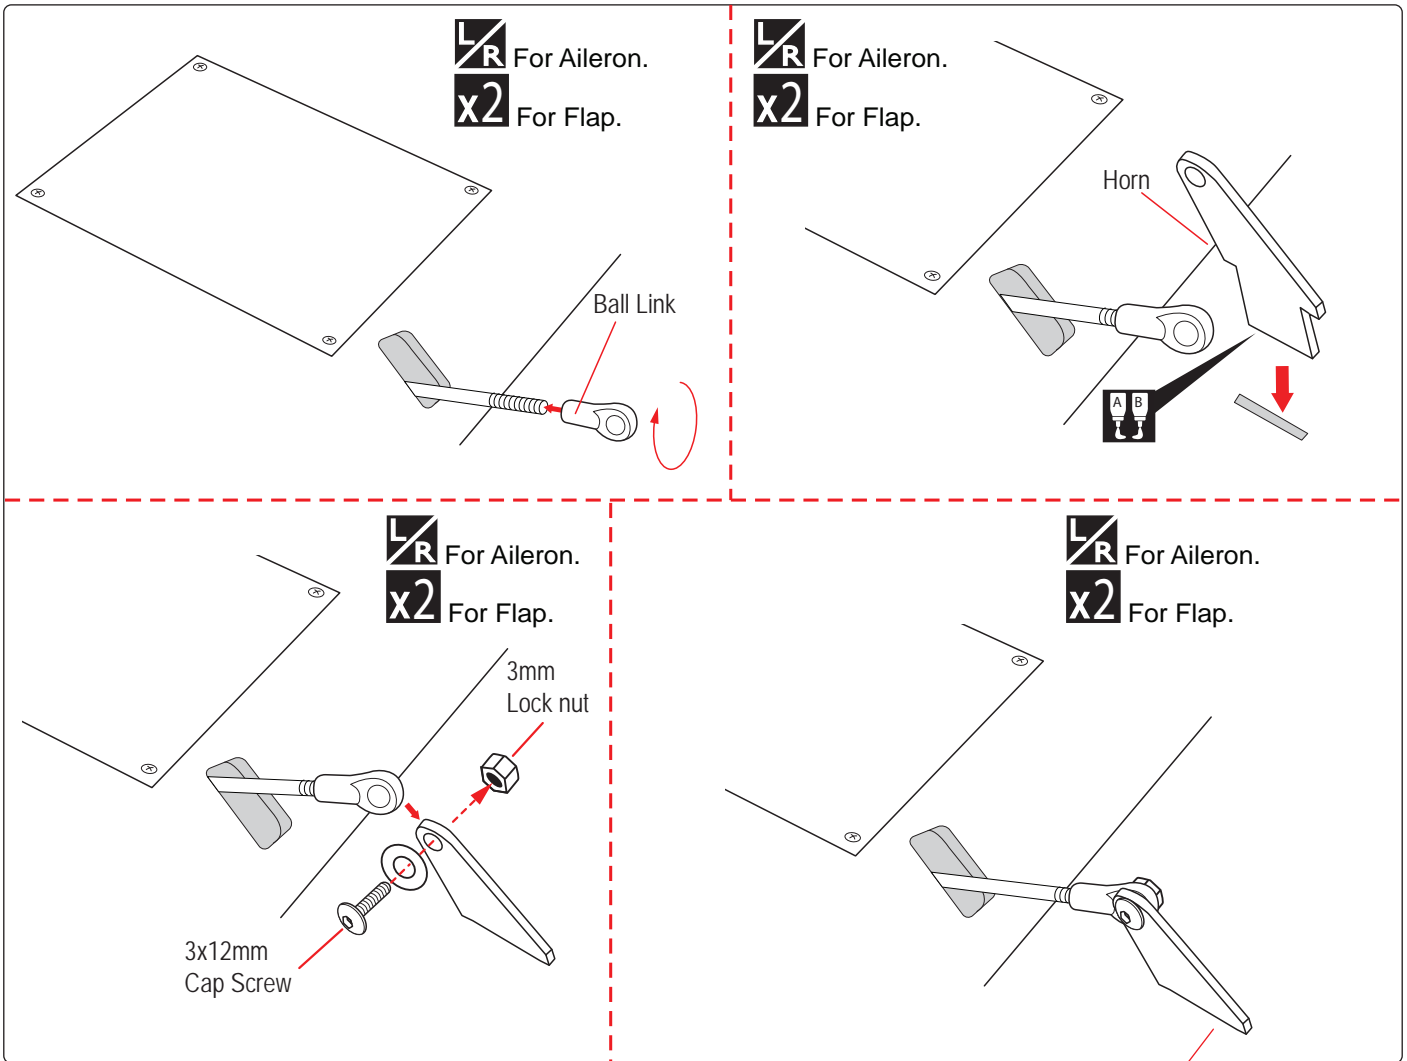 L/R For Aileron.
x2 For Flap.
Ball Link
L/R For Aileron.
x2 For Flap.
Horn
A B
L/R For Aileron.
x2 For Flap.
3mm
Lock nut
3x12mm
Cap Screw
L/R For Aileron.
x2 For Flap.